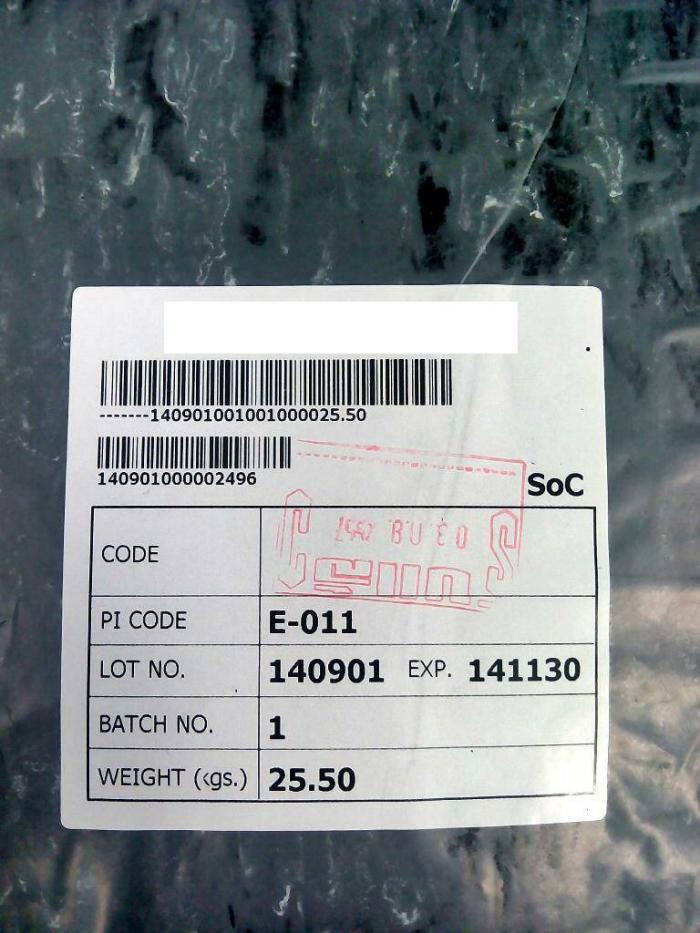 -------140901001001000025.50
140901000002496
SoC
CODE
PI CODE E-011
LOT NO. 140901 EXP. 141130
BATCH NO. 1
WEIGHT (kgs.) 25.50